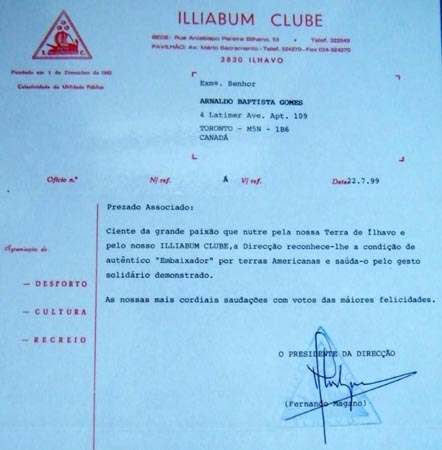 ILLIABUM CLUBE
SEDE: Rua Arcebispo Pereira Bilhano, 53 • Telef. 322549
PAVILHÃO: Av. Mário Sacramento - Telef. 324270 - Fax 034-324270
3830 ILHAVO
I. C.
Fundado em 1 de Dezembro de 1943
Colectividade de Utilidade Pública
Exmº. Senhor
ARNALDO BAPTISTA GOMES
4 Latimer Ave. Apt. 109
TORONTO - M5N - 1B6
CANADÁ
Ofício n.º N/ ref. A V/ ref. Data 22.7.99
Prezado Associado:
Ciente da grande paixão que nutre pela nossa Terra de Ílhavo e
pelo nosso ILLIABUM CLUBE,a Direcção reconhece-lhe a condição de
autêntico "Embaixador" por terras Americanas e saúda-o pelo gesto
solidário demonstrado.
As nossas mais cordiais saudações com votos das máiores felicidades.
Agremiação de:
— DESPORTO
— CULTURA
— RECREIO
O PRESIDENTE DA DIRECÇÃO
(Fernando Magano)